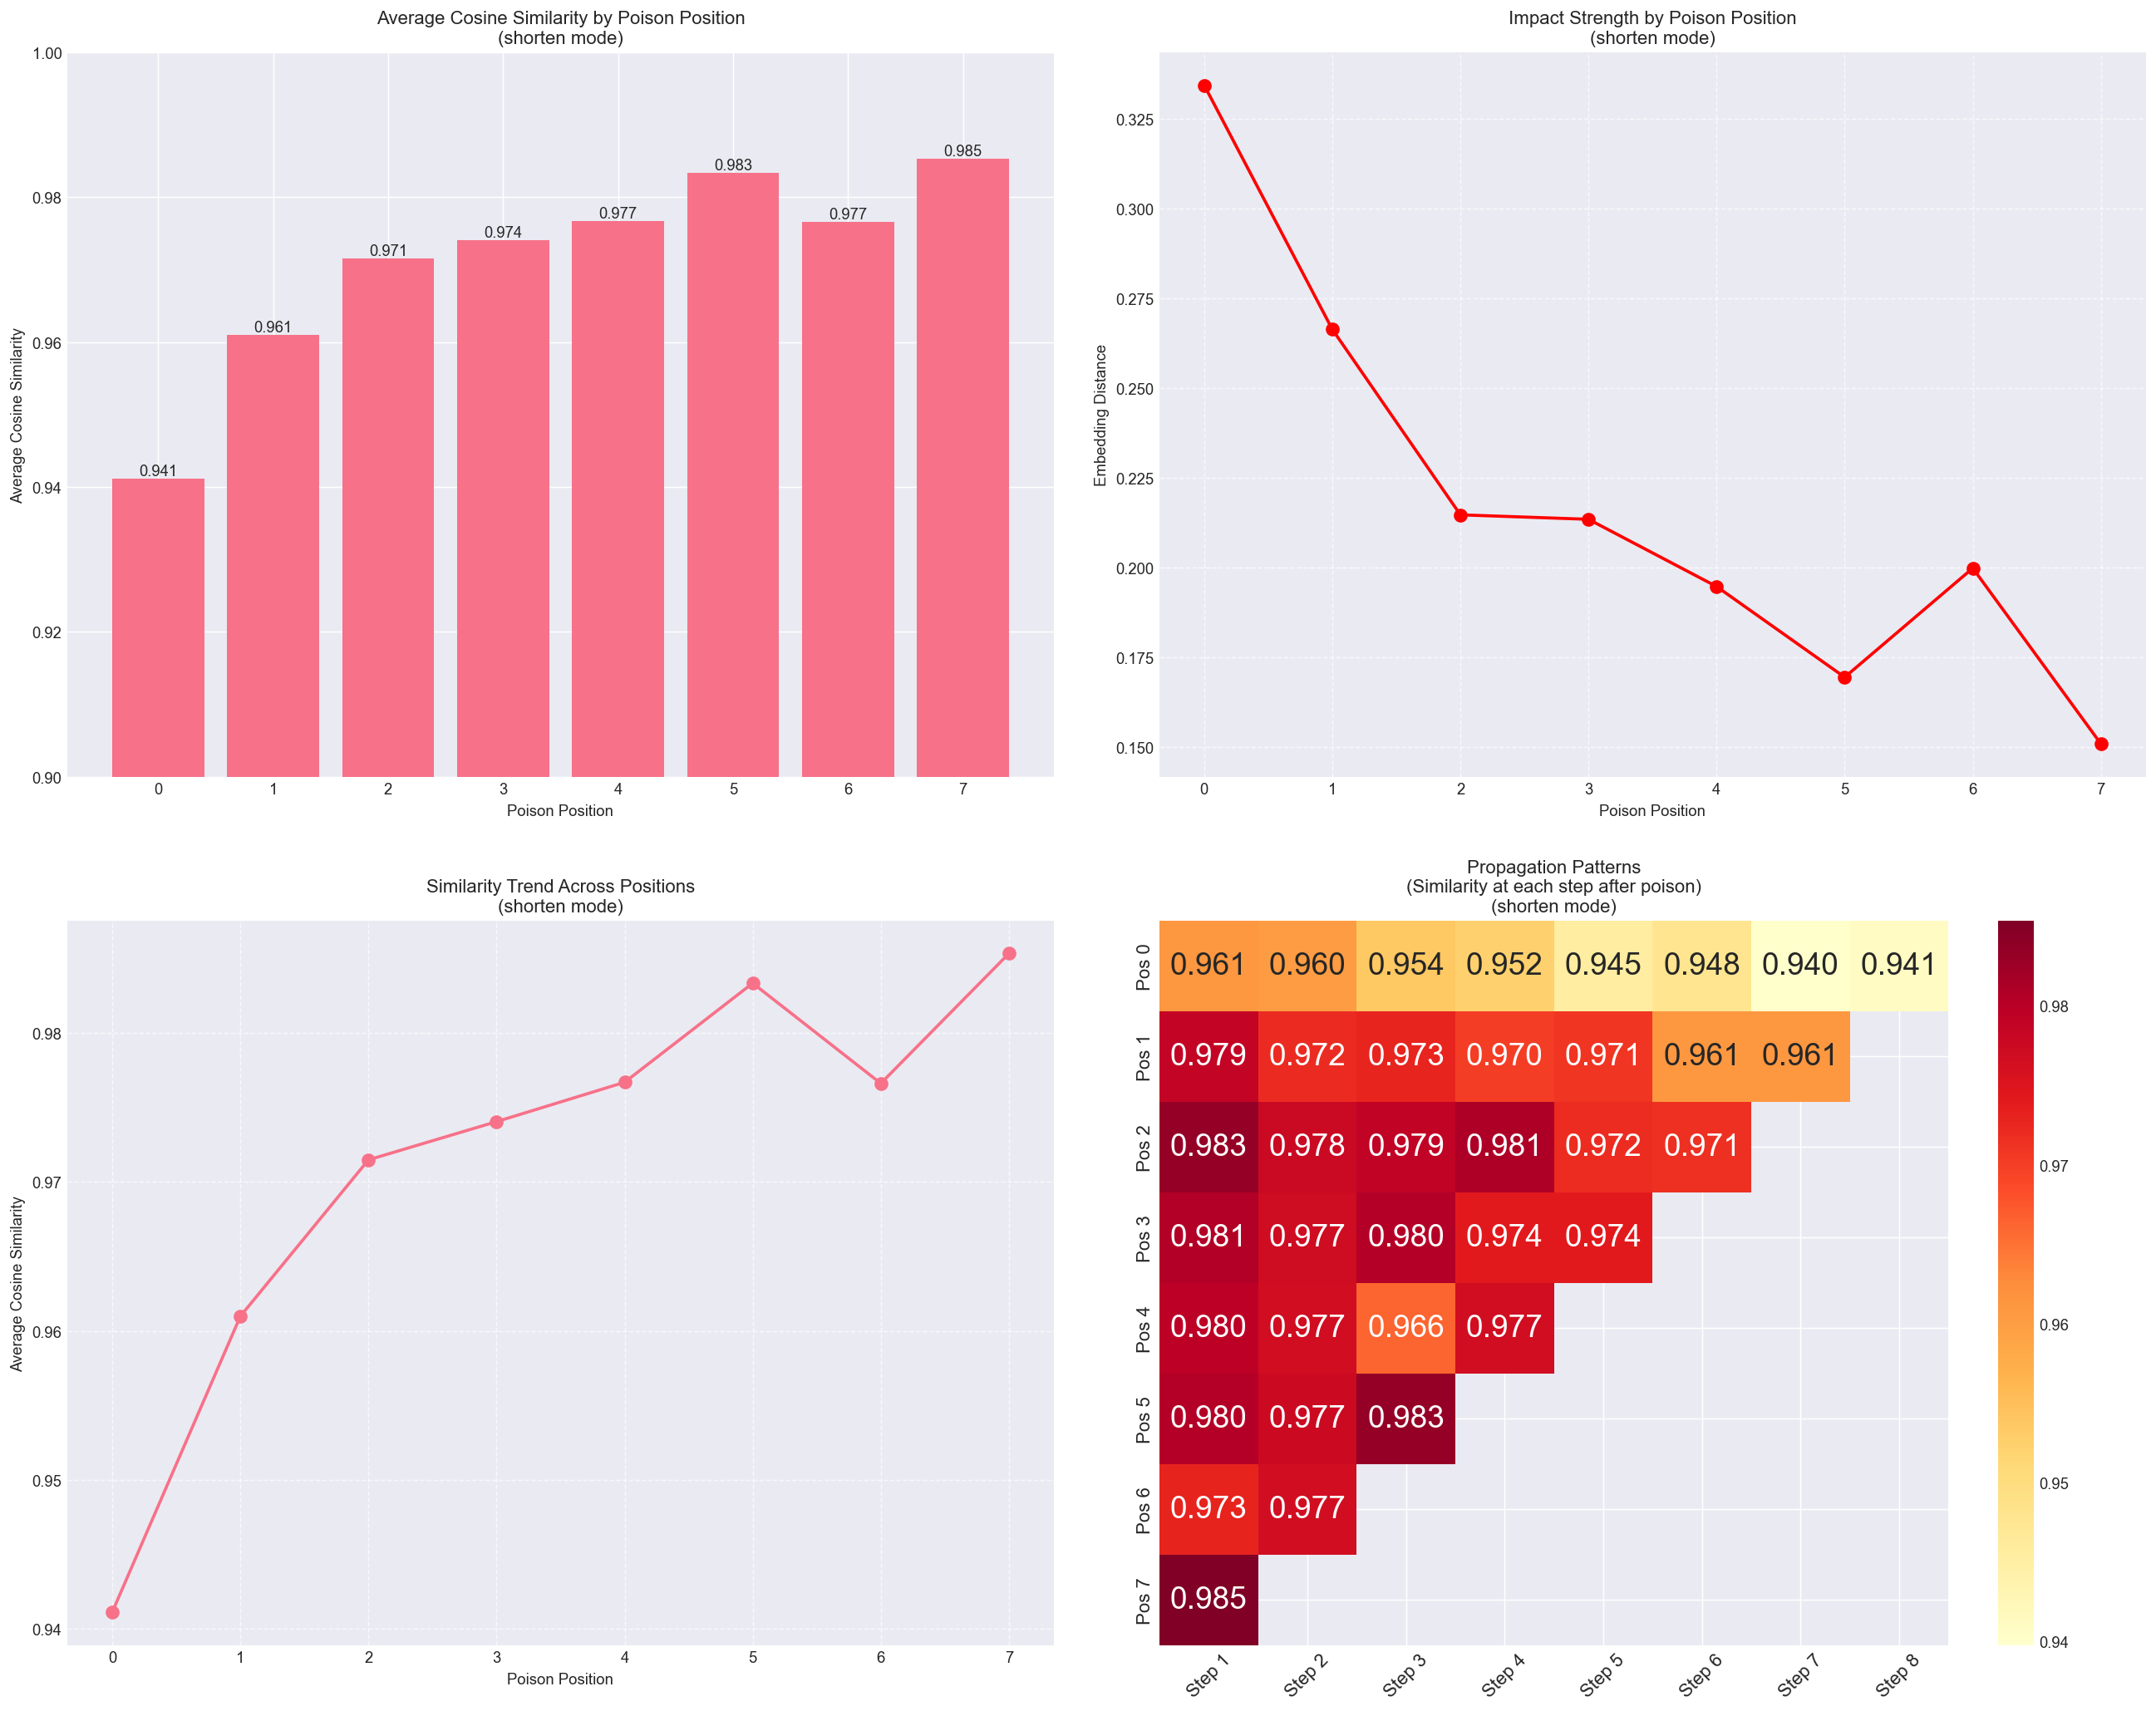 Average Cosine Similarity by Poison Position
(shorten mode)
Average Cosine Similarity
1.00
0.98
0.96
0.94
0.92
0.90
0.941
0.961
0.971
0.974
0.977
0.983
0.977
0.985
0 1 2 3 4 5 6 7
Poison Position
Impact Strength by Poison Position
(shorten mode)
Embedding Distance
0.325
0.300
0.275
0.250
0.225
0.200
0.175
0.150
0 1 2 3 4 5 6 7
Poison Position
Similarity Trend Across Positions
(shorten mode)
Average Cosine Similarity
0.98
0.97
0.96
0.95
0.94
0 1 2 3 4 5 6 7
Poison Position
Propagation Patterns
(Similarity at each step after poison)
(shorten mode)
Pos 0 0.961 0.960 0.954 0.952 0.945 0.948 0.940 0.941
Pos 1 0.979 0.972 0.973 0.970 0.971 0.961 0.961
Pos 2 0.983 0.978 0.979 0.981 0.972 0.971
Pos 3 0.981 0.977 0.980 0.974 0.974
Pos 4 0.980 0.977 0.966 0.977
Pos 5 0.980 0.977 0.983
Pos 6 0.973 0.977
Pos 7 0.985
Step 1 Step 2 Step 3 Step 4 Step 5 Step 6 Step 7 Step 8
0.98
0.97
0.96
0.95
0.94